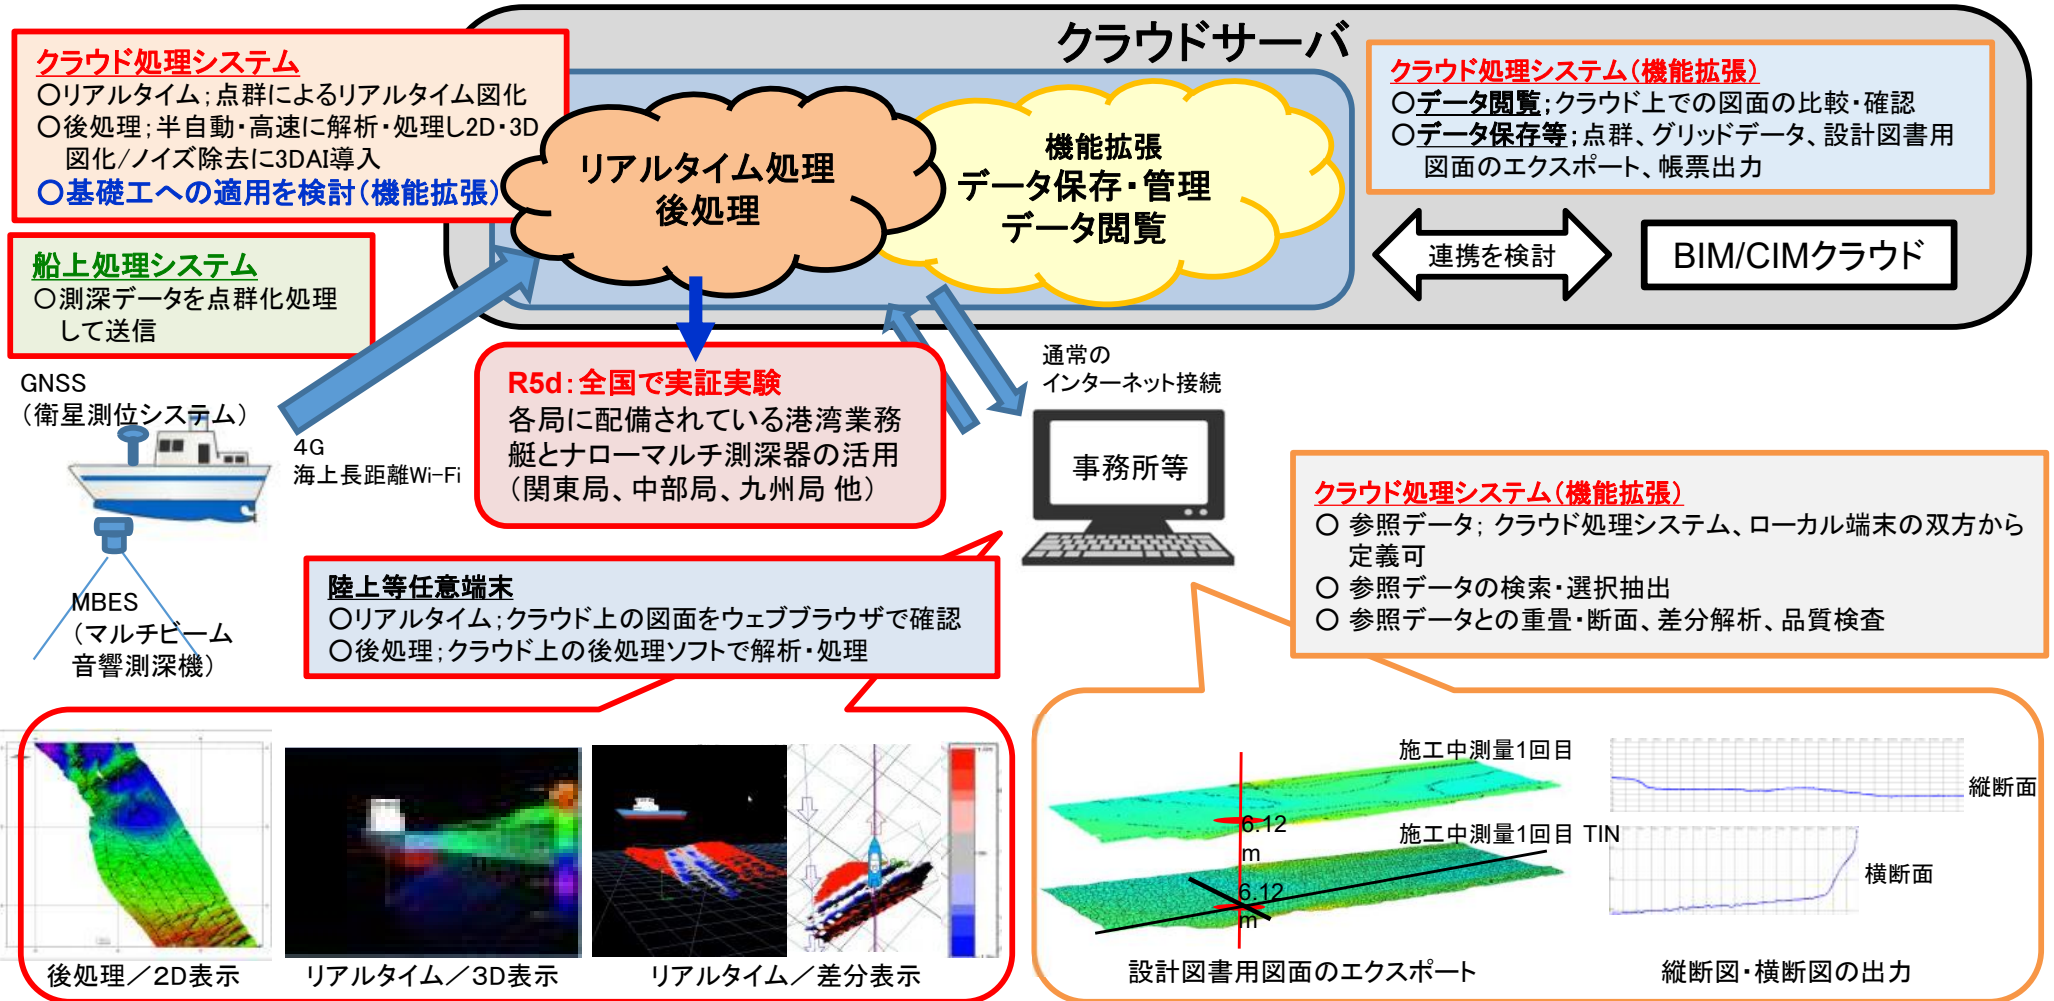 クラウドサーバ
クラウド処理システム
○リアルタイム；点群によるリアルタイム図化
○後処理；半自動・高速に解析・処理し2D・3D
図化/ノイズ除去に3DAI導入
○基礎工への適用を検討（機能拡張）
リアルタイム処理
後処理
機能拡張
データ保存・管理
データ閲覧
クラウド処理システム（機能拡張）
○データ閲覧；クラウド上での図面の比較・確認
○データ保存等；点群、グリッドデータ、設計図書用
図面のエクスポート、帳票出力
連携を検討
BIM/CIMクラウド
船上処理システム
○測深データを点群化処理
して送信
GNSS
（衛星測位システム）
4G
海上長距離Wi-Fi
MBES
（マルチビーム
音響測深機）
R5d：全国で実証実験
各局に配備されている港湾業務
艇とナローマルチ測深器の活用
（関東局、中部局、九州局 他）
通常の
インターネット接続
事務所等
陸上等任意端末
○リアルタイム；クラウド上の図面をウェブブラウザで確認
○後処理；クラウド上の後処理ソフトで解析・処理
クラウド処理システム（機能拡張）
○ 参照データ；クラウド処理システム、ローカル端末の双方から
定義可
○ 参照データの検索・選択抽出
○ 参照データとの重畳・断面、差分解析、品質検査
後処理／2D表示
リアルタイム／3D表示
リアルタイム／差分表示
施工中測量1回目
6.12
m
施工中測量1回目 TIN
6.12
m
縦断面
横断面
設計図書用図面のエクスポート
縦断図・横断図の出力